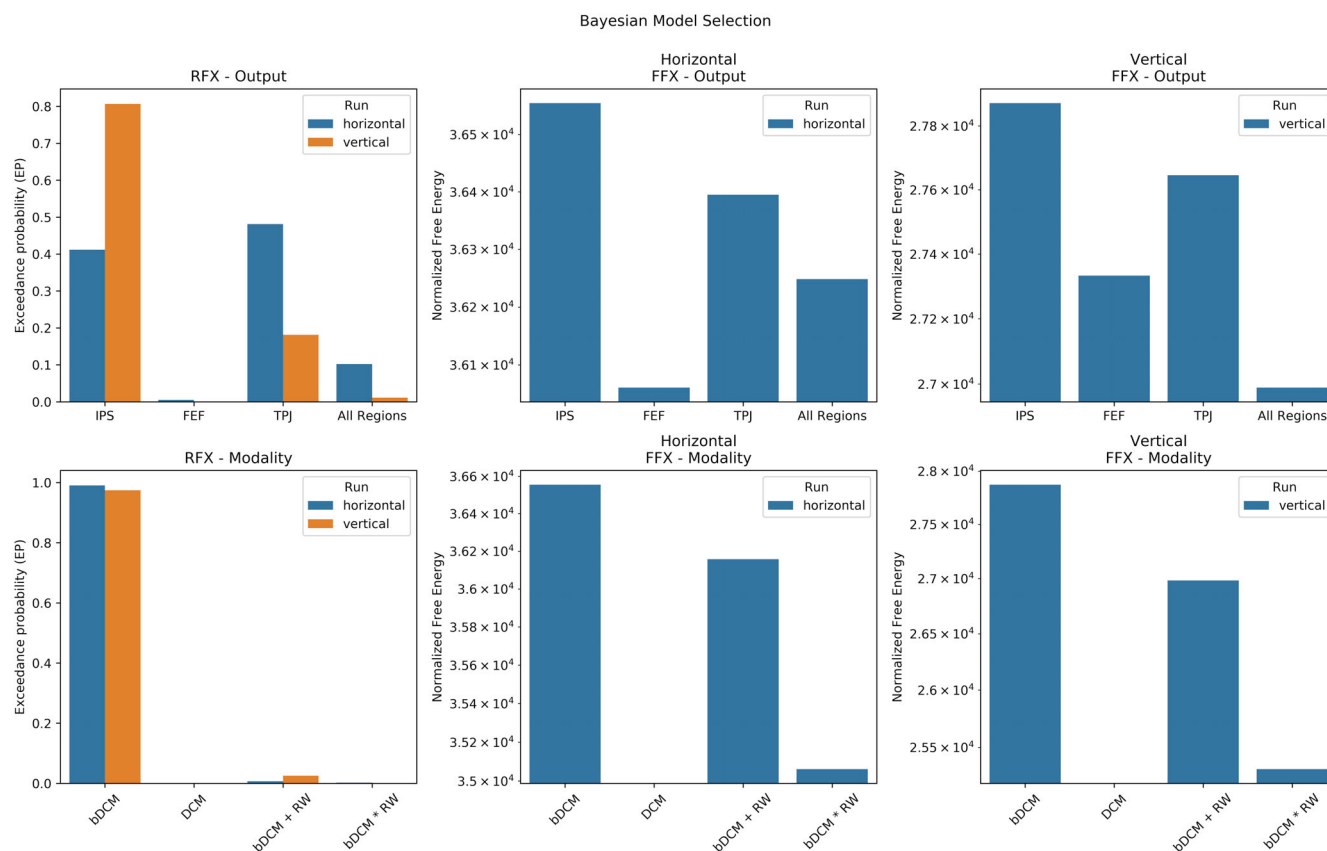 Bayesian Model Selection
RFX - Output
Exceedance probability (EP)
0.8
0.7
0.6
0.5
0.4
0.3
0.2
0.1
0.0
Run
horizontal
vertical
IPS
FEF
TPJ
All Regions
Horizontal
FFX - Output
Normalized Free Energy
3.65 × 10⁴
3.64 × 10⁴
3.63 × 10⁴
3.62 × 10⁴
3.61 × 10⁴
Run
horizontal
IPS
FEF
TPJ
All Regions
Vertical
FFX - Output
Normalized Free Energy
2.78 × 10⁴
2.76 × 10⁴
2.74 × 10⁴
2.72 × 10⁴
2.7 × 10⁴
Run
vertical
IPS
FEF
TPJ
All Regions
RFX - Modality
Exceedance probability (EP)
1.0
0.8
0.6
0.4
0.2
0.0
Run
horizontal
vertical
bDCM
DCM
bDCM + RW
bDCM * RW
Horizontal
FFX - Modality
Normalized Free Energy
3.66 × 10⁴
3.64 × 10⁴
3.62 × 10⁴
3.6 × 10⁴
3.58 × 10⁴
3.56 × 10⁴
3.54 × 10⁴
3.52 × 10⁴
3.5 × 10⁴
Run
horizontal
bDCM
DCM
bDCM + RW
bDCM * RW
Vertical
FFX - Modality
Normalized Free Energy
2.8 × 10⁴
2.75 × 10⁴
2.7 × 10⁴
2.65 × 10⁴
2.6 × 10⁴
2.55 × 10⁴
Run
vertical
bDCM
DCM
bDCM + RW
bDCM * RW